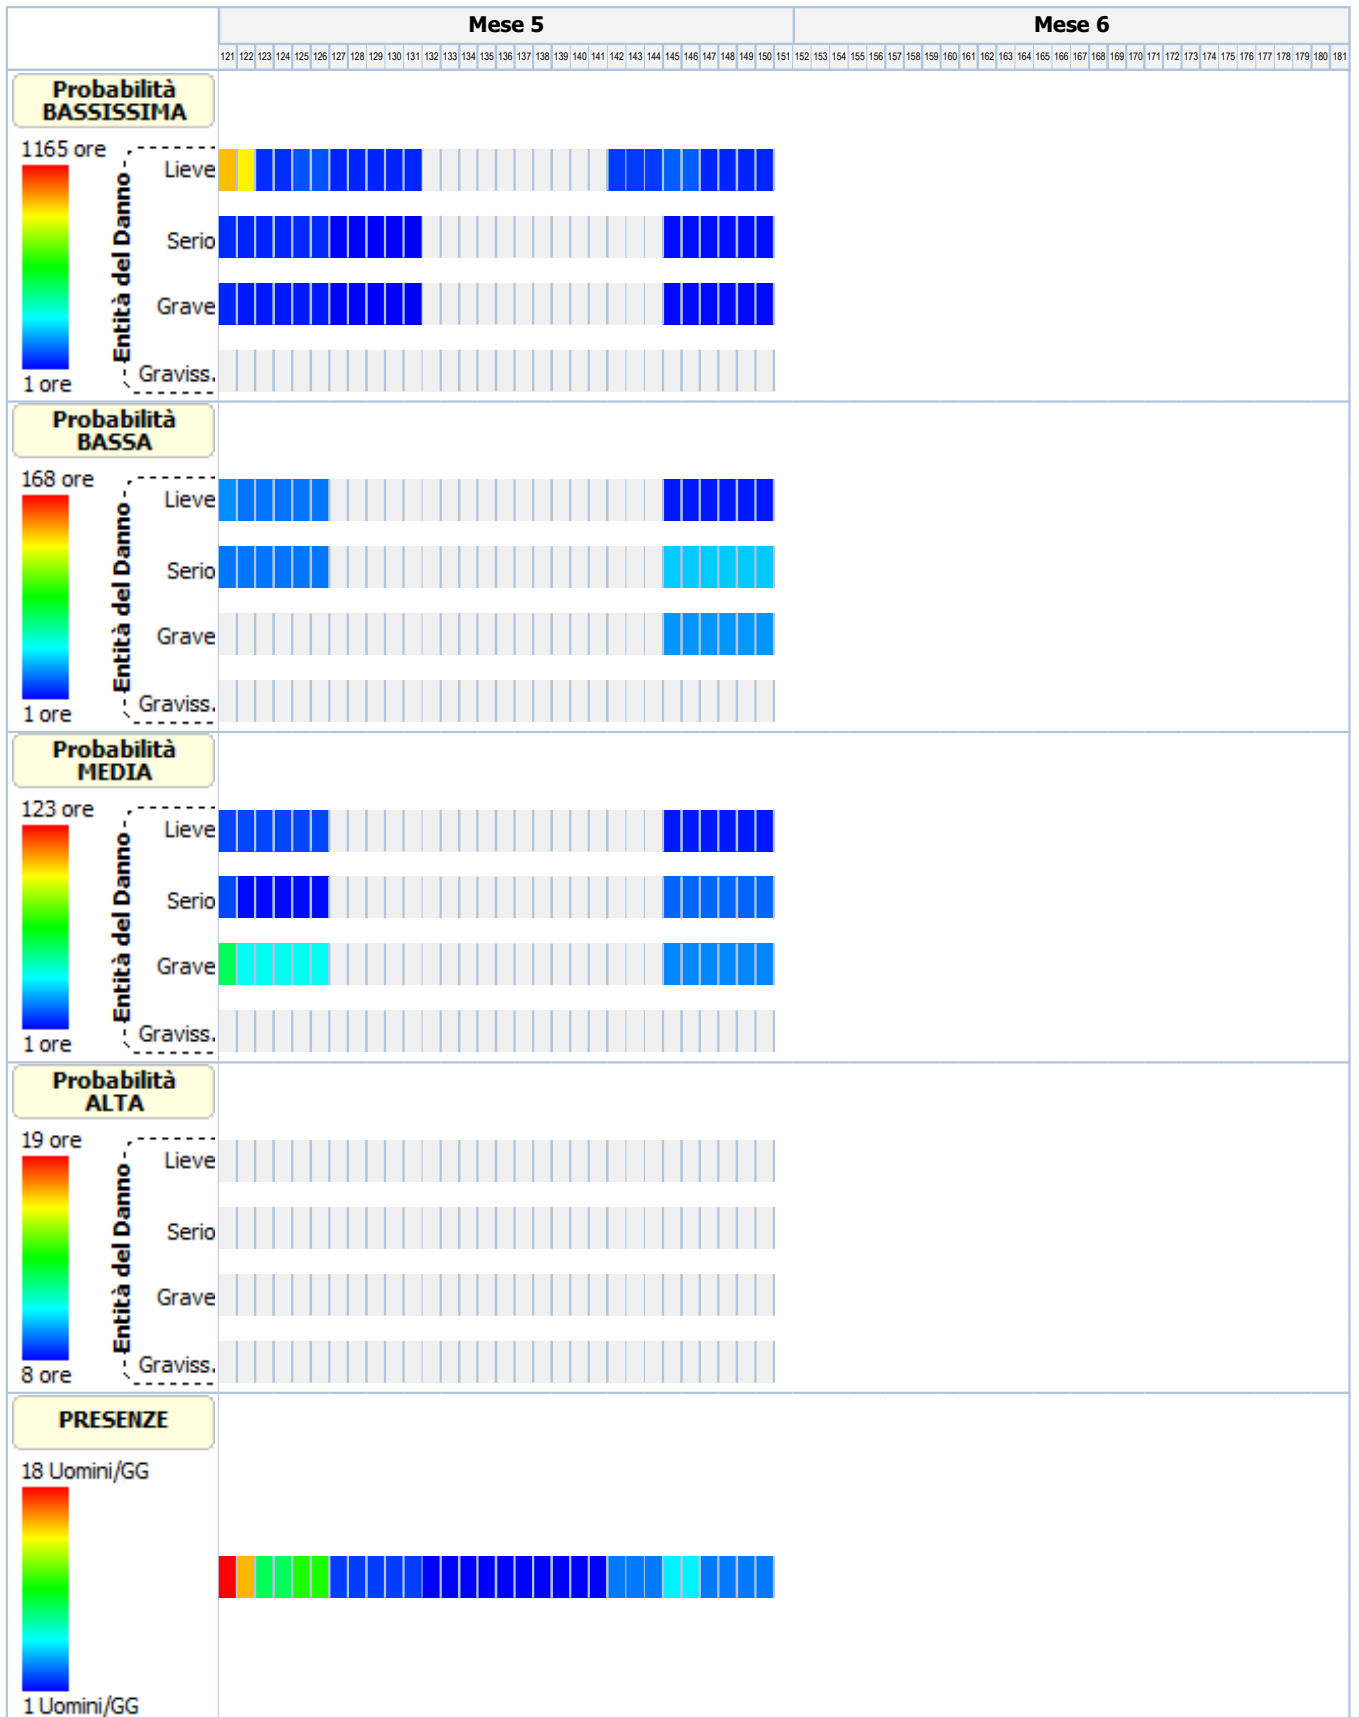 Mese 5 Mese 6
121 122 123 124 125 126 127 128 129 130 131 132 133 134 135 136 137 138 139 140 141 142 143 144 145 146 147 148 149 150 151 152 153 154 155 156 157 158 159 160 161 162 163 164 165 166 167 168 169 170 171 172 173 174 175 176 177 178 179 180 181
Probabilità
BASSISSIMA
1165 ore
Entità del Danno
Lieve
Serio
Grave
Graviss.
1 ore
Probabilità
BASSA
168 ore
Entità del Danno
Lieve
Serio
Grave
Graviss.
1 ore
Probabilità
MEDIA
123 ore
Entità del Danno
Lieve
Serio
Grave
Graviss.
1 ore
Probabilità
ALTA
19 ore
Entità del Danno
Lieve
Serio
Grave
Graviss.
8 ore
PRESENZE
18 Uomini/GG
1 Uomini/GG